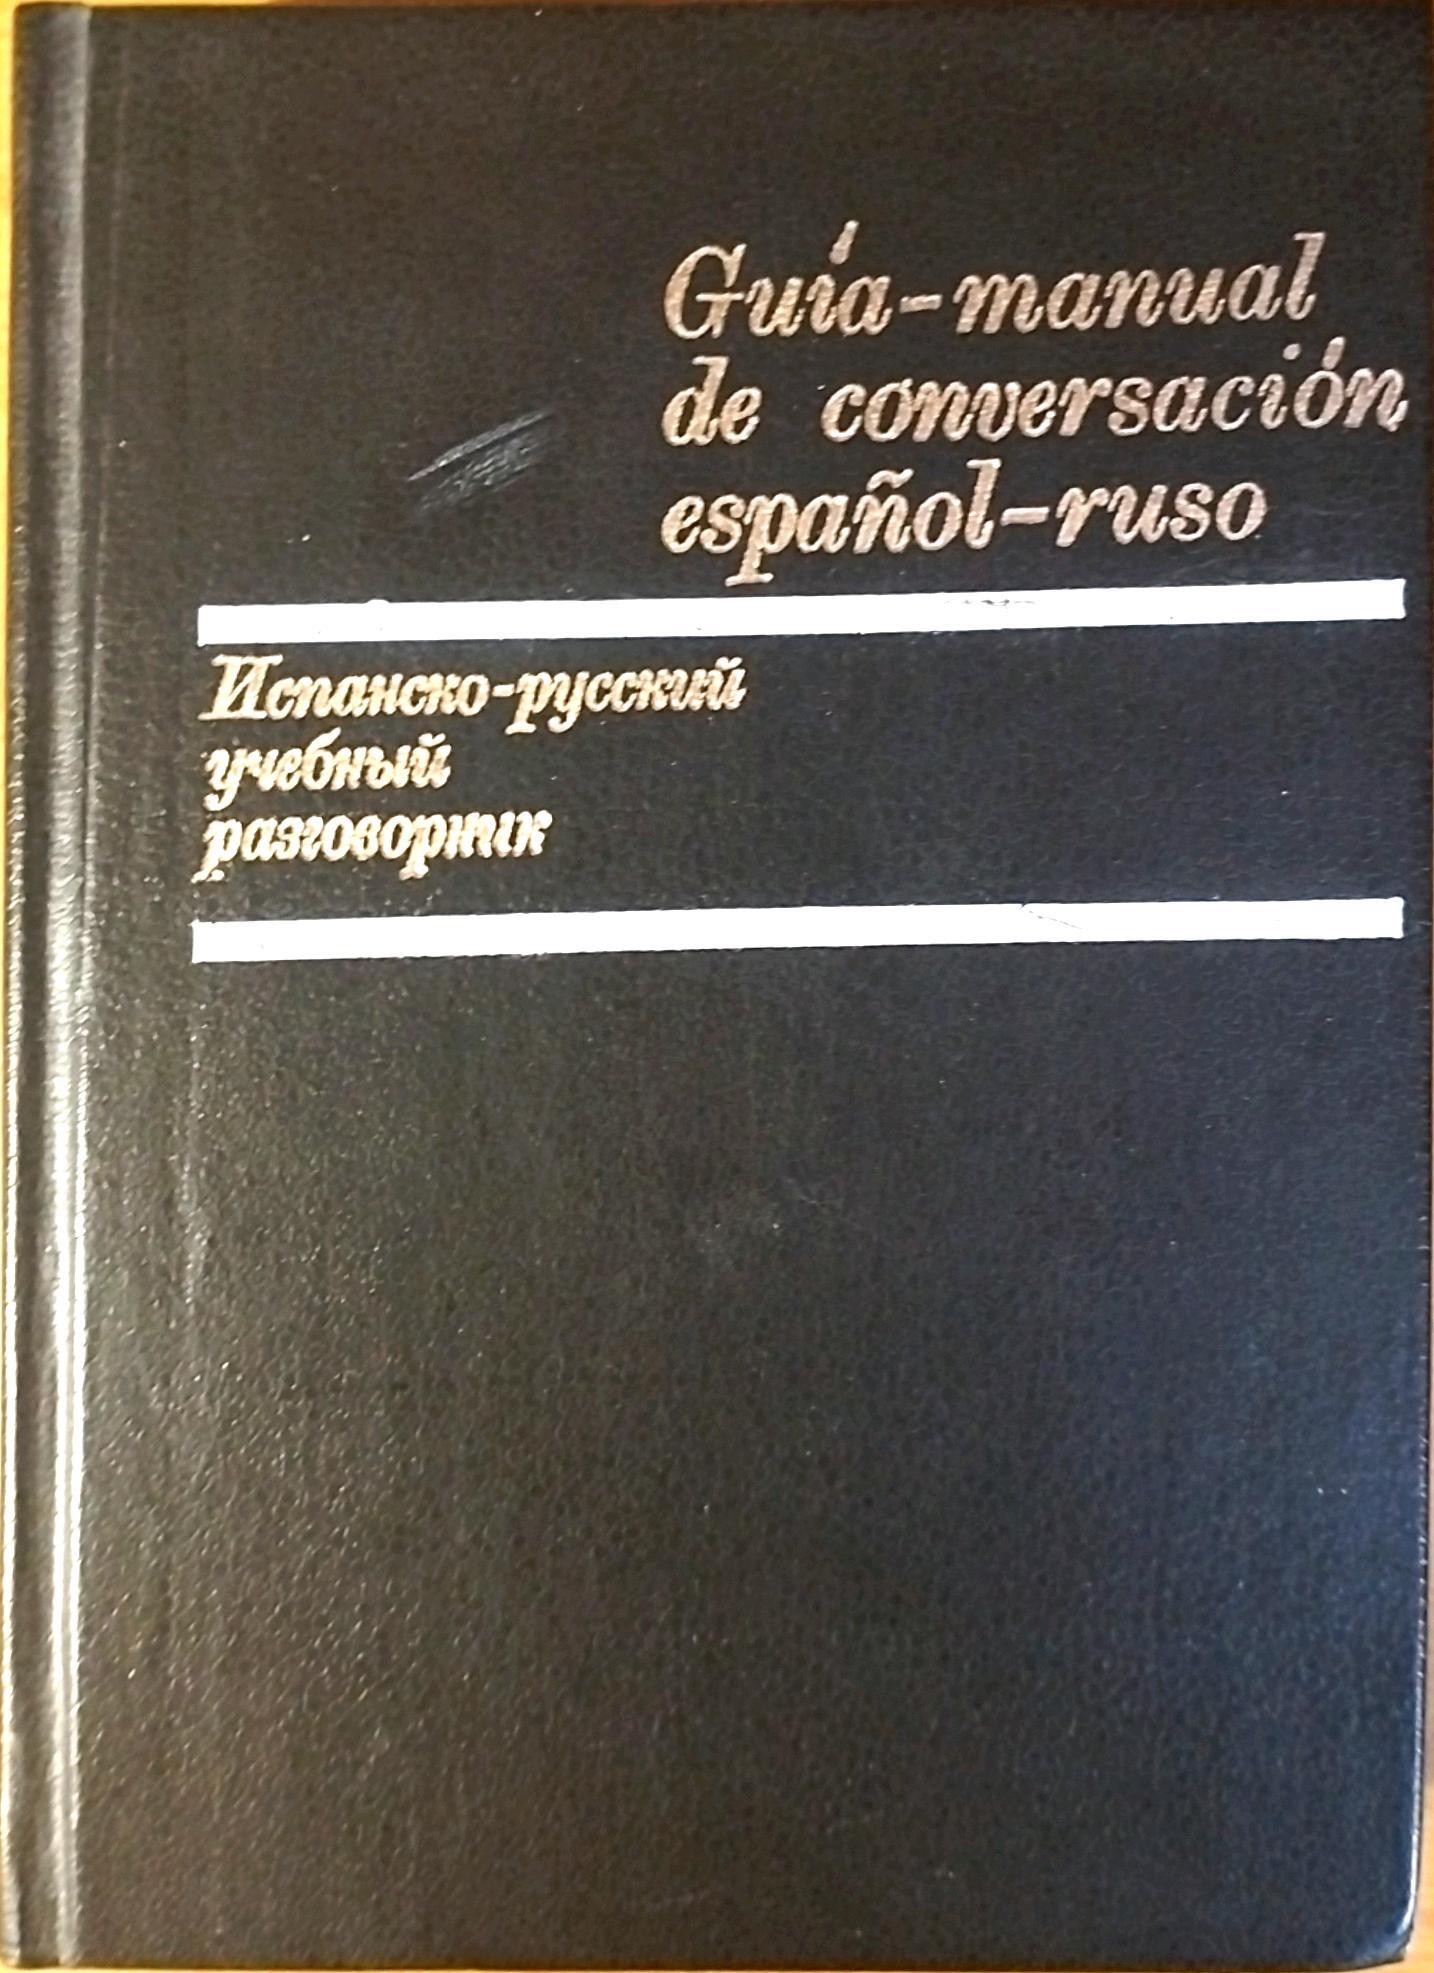 Guía-manual
de conversación
español-ruso
Испанско-русский
учебный
разговорник